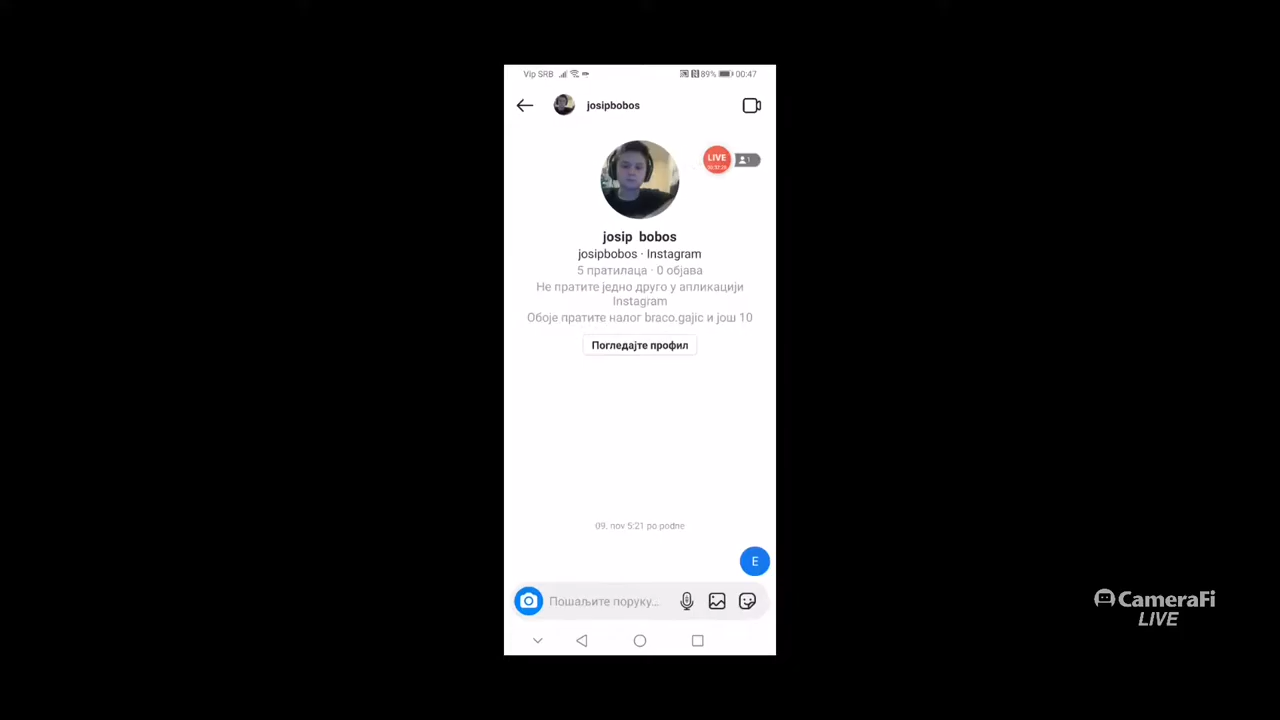 Vip SRB 89% 00:47
josipbobos
LIVE
1
josip bobos
josipbobos · Instagram
5 пратилаца · 0 објава
Не пратите једно друго у апликацији
Instagram
Обоје пратите налог braco.gajic и још 10
Погледајте профил
09. nov 5:21 po podne
E
Пошаљите поруку...
CameraFi
LIVE